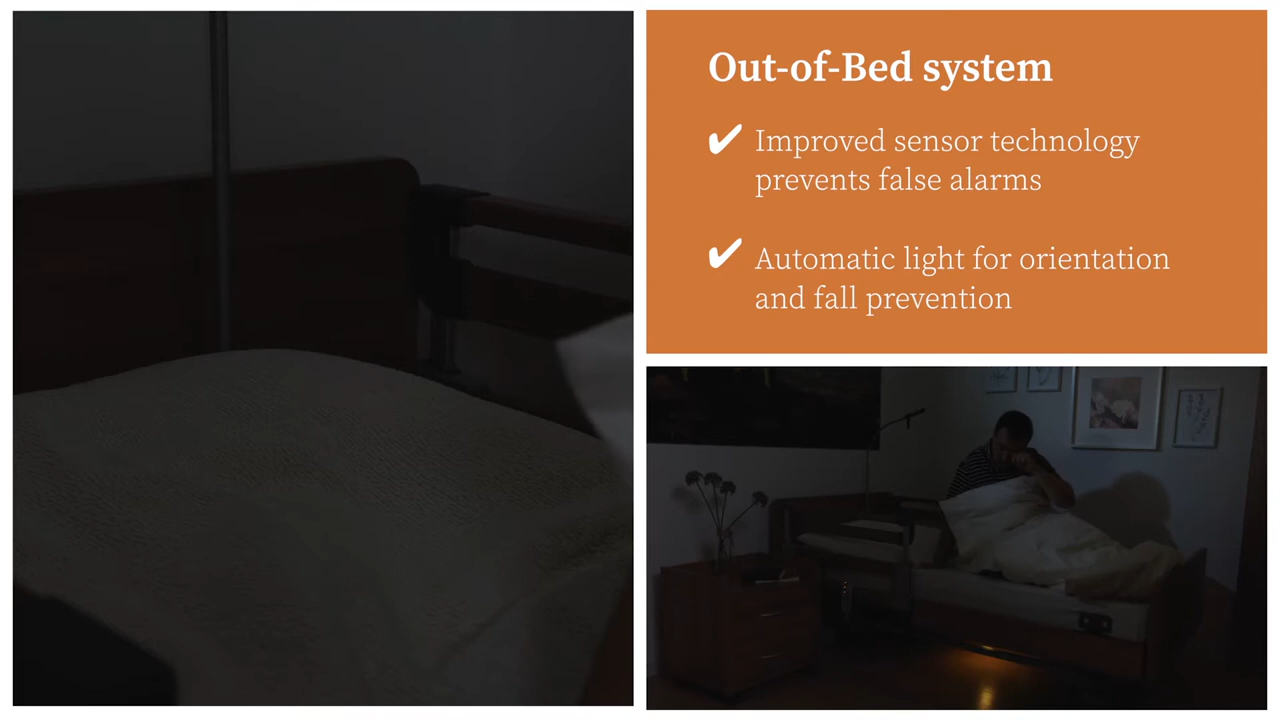 Out-of-Bed system
✔ Improved sensor technology
prevents false alarms
✔ Automatic light for orientation
and fall prevention